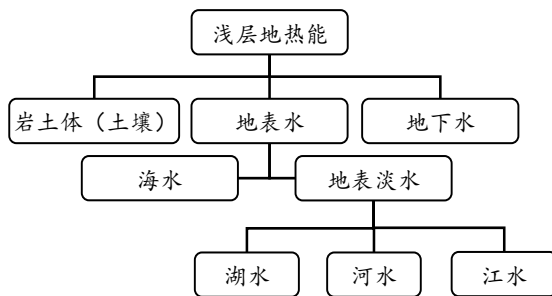 浅层地热能
岩土体（土壤）
地表水
地下水
海水
地表淡水
湖水
河水
江水